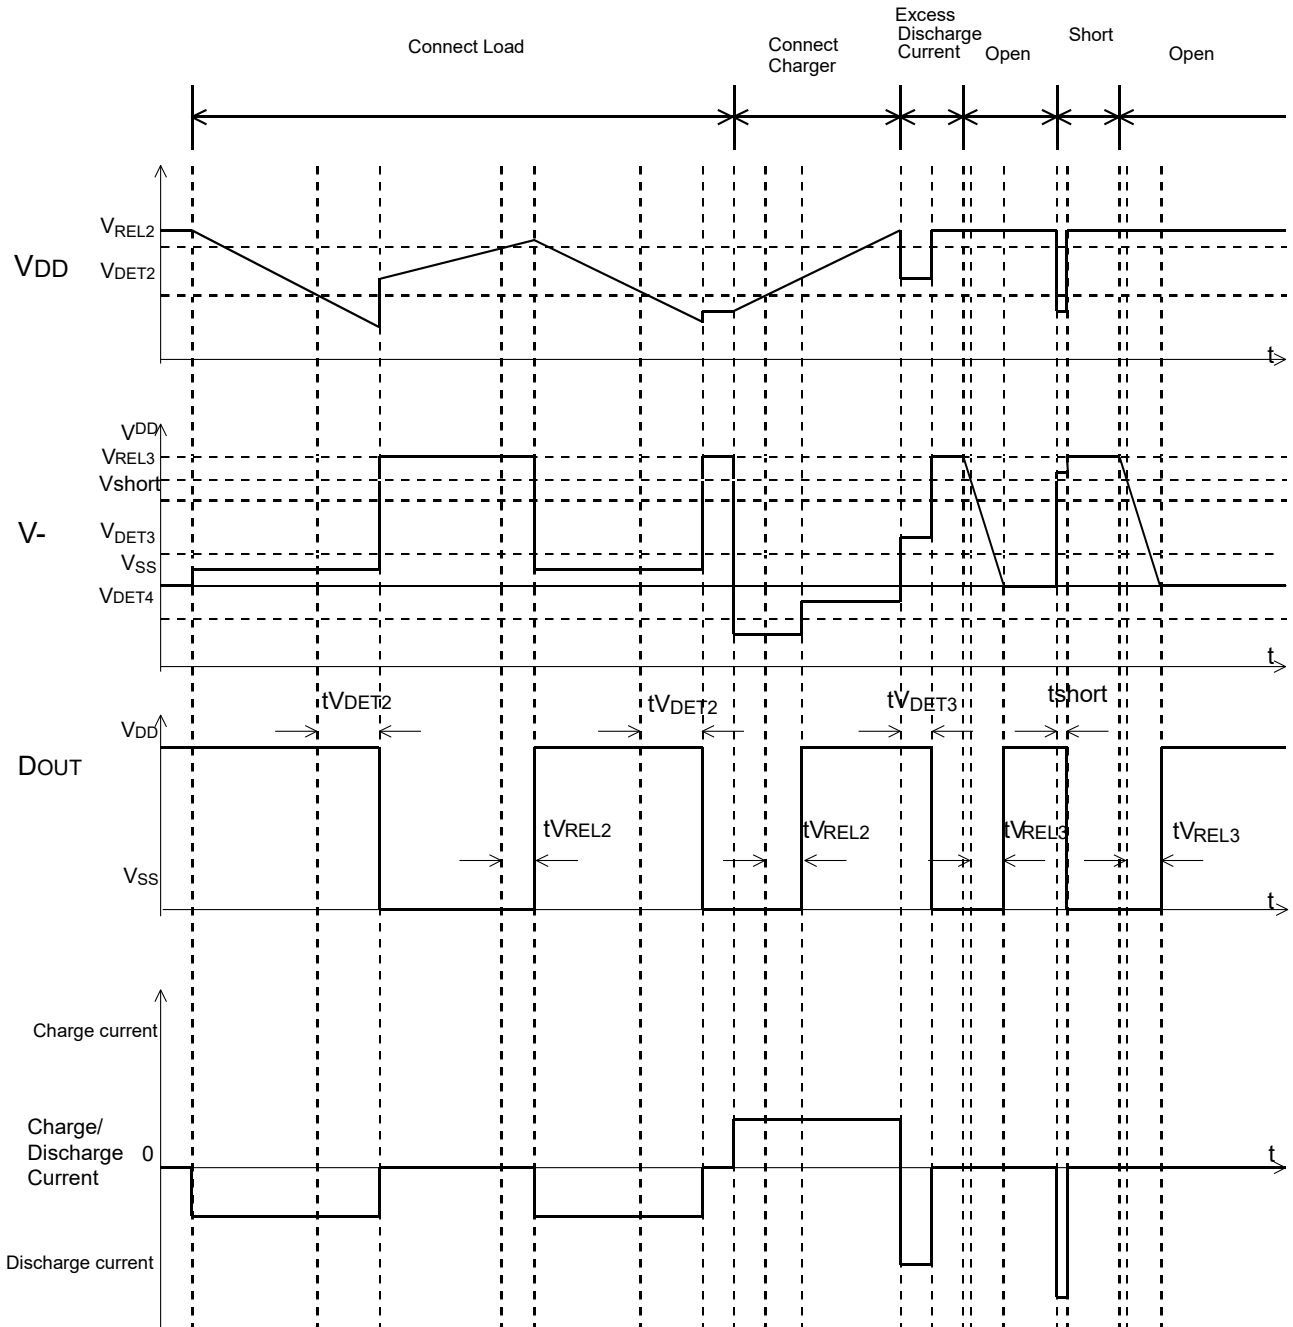 Connect Load
Connect
Charger
Excess
Discharge
Current
Open
Short
Open
VREL2
VDD
VDET2
t
VDD
VREL3
Vshort
V-
VDET3
VSS
VDET4
t
tVDET2
tVDET2
tVDET3
tshort
VDD
DOUT
tVREL2
tVREL2
tVREL3
tVREL3
VSS
t
Charge current
Charge/
Discharge 0
Current
t
Discharge current